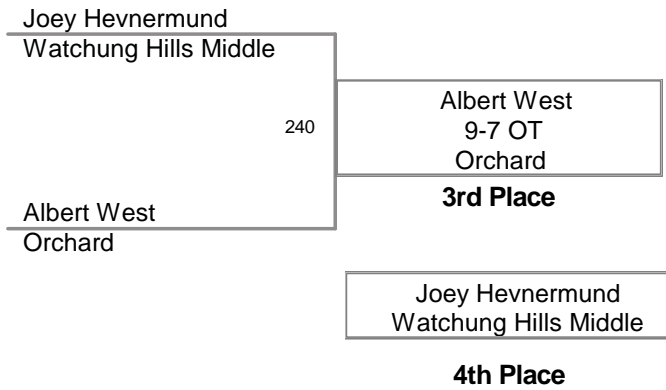 Joey Hevnermund
Watchung Hills Middle
240
Albert West
9-7 OT
Orchard
3rd Place
Albert West
Orchard
Joey Hevnermund
Watchung Hills Middle
4th Place